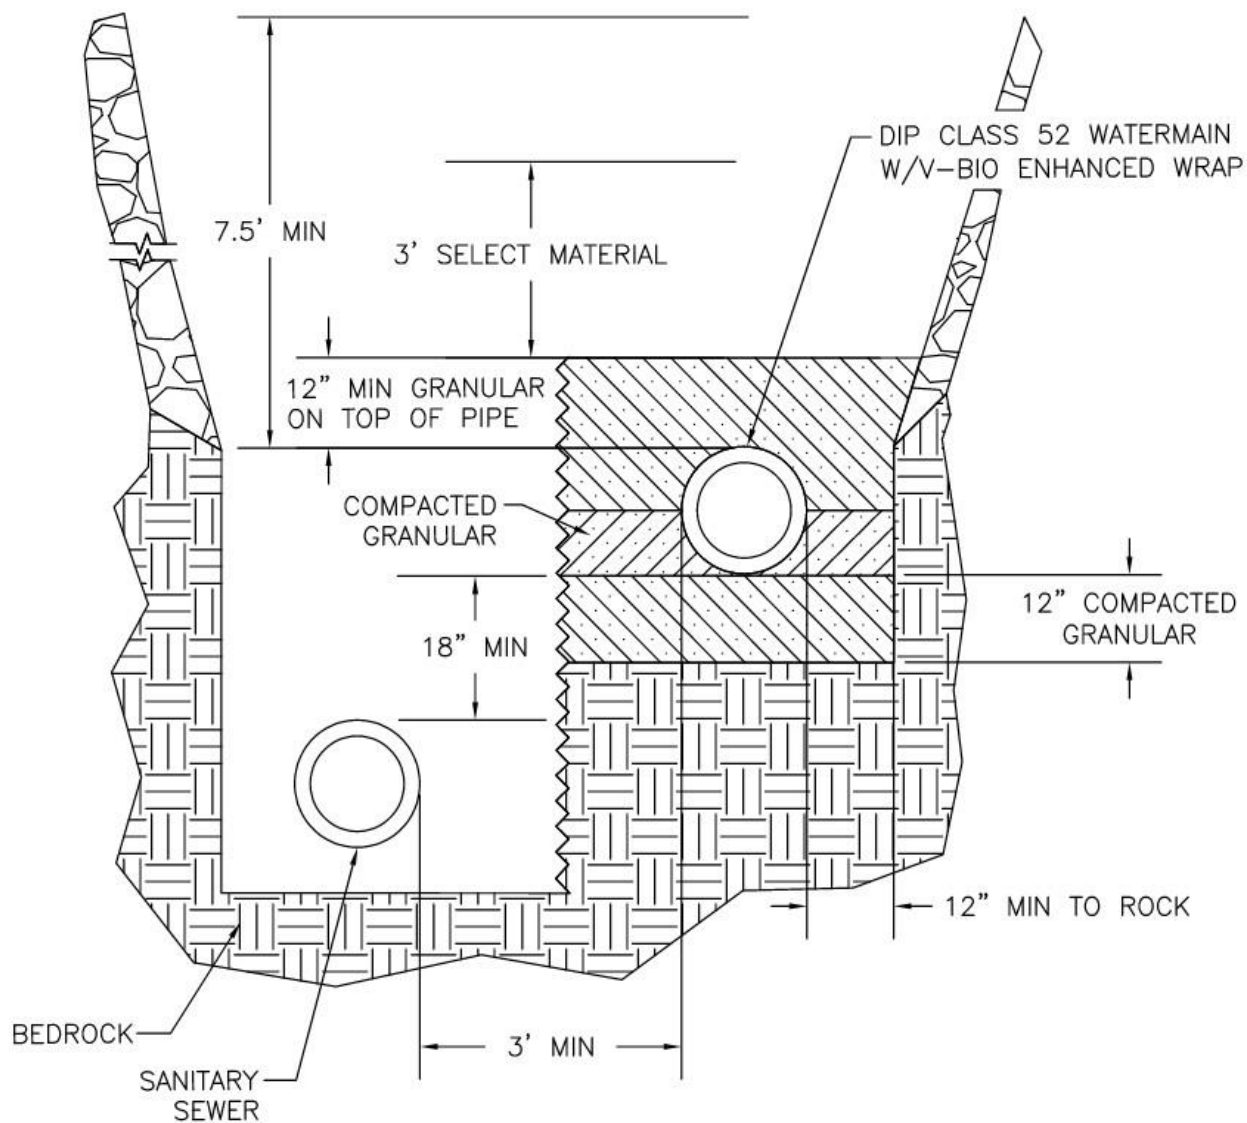 DIP CLASS 52 WATERMAIN
W/V-BIO ENHANCED WRAP
7.5' MIN
3' SELECT MATERIAL
12" MIN GRANULAR
ON TOP OF PIPE
COMPACTED
GRANULAR
18" MIN
12" COMPACTED
GRANULAR
12" MIN TO ROCK
BEDROCK
3' MIN
SANITARY
SEWER